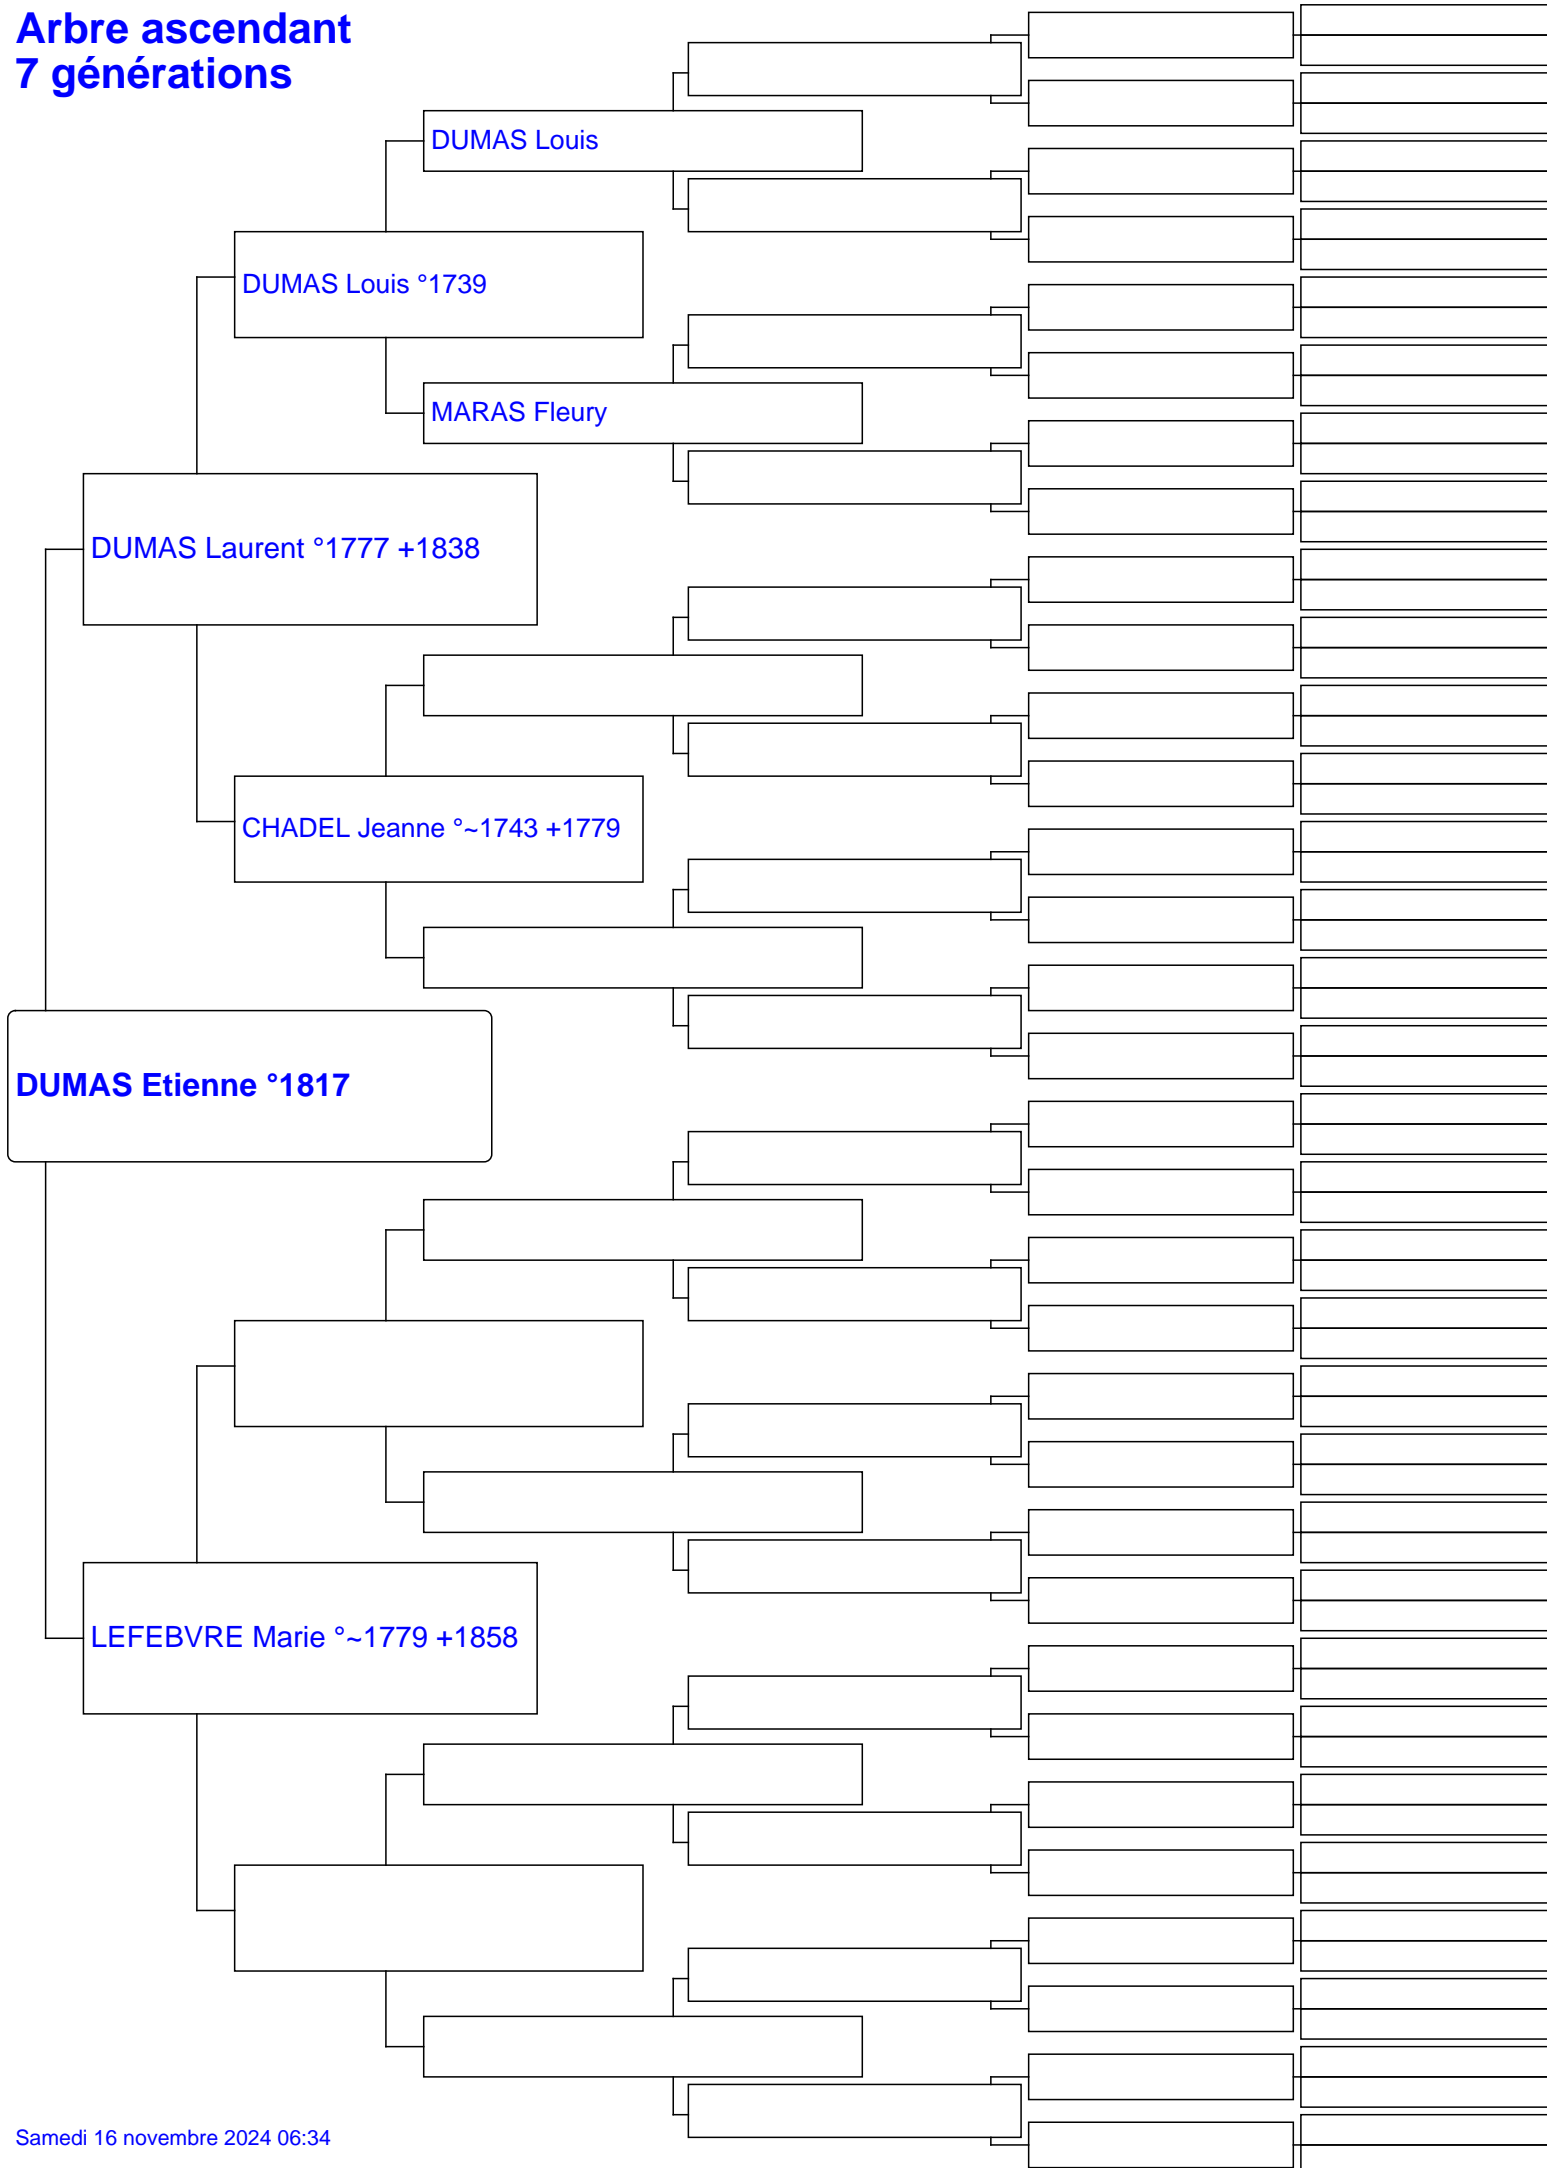 Arbre ascendant
7 générations
DUMAS Louis
DUMAS Louis °1739
MARAS Fleury
DUMAS Laurent °1777 +1838
CHADEL Jeanne °~1743 +1779
DUMAS Etienne °1817
LEFEBVRE Marie °~1779 +1858
Samedi 16 novembre 2024 06:34